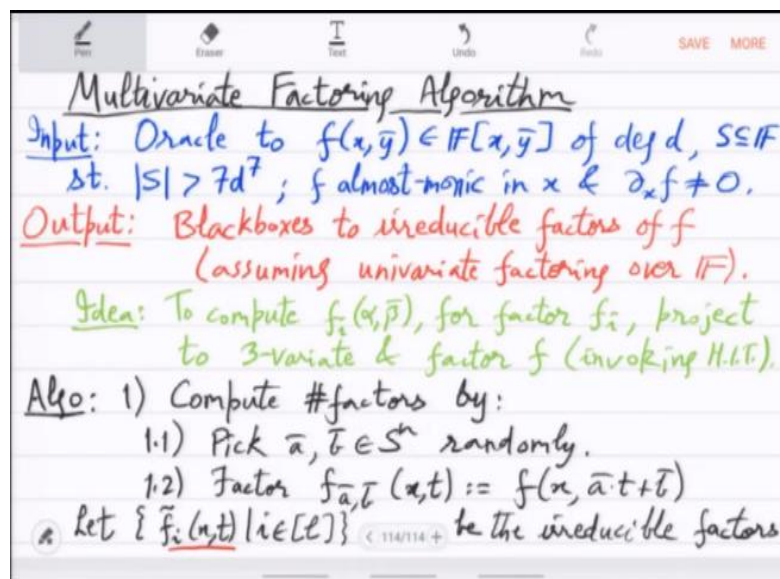 Pen Eraser Text Undo Redo SAVE MORE
Multivariate Factoring Algorithm
Input: Oracle to f(x,ȳ) ∈ 𝔽[x,ȳ] of deg d, S⊆𝔽
st. |S| > 7d⁷ ; f almost-monic in x & ∂ₓf ≠ 0.
Output: Blackboxes to irreducible factors of f
(assuming univariate factoring over 𝔽).
Idea: To compute fᵢ(α,β̄), for factor fᵢ, project
to 3-variate & factor f (invoking H.I.T.).
Algo: 1) Compute #factors by:
1.1) Pick ā, b̄ ∈ Sⁿ randomly.
1.2) Factor f_{ā,b̄}(x,t) := f(x, ā·t+b̄)
Let { f̃ᵢ(x,t) | i∈[ℓ]} < 114/114 + be the irreducible factors